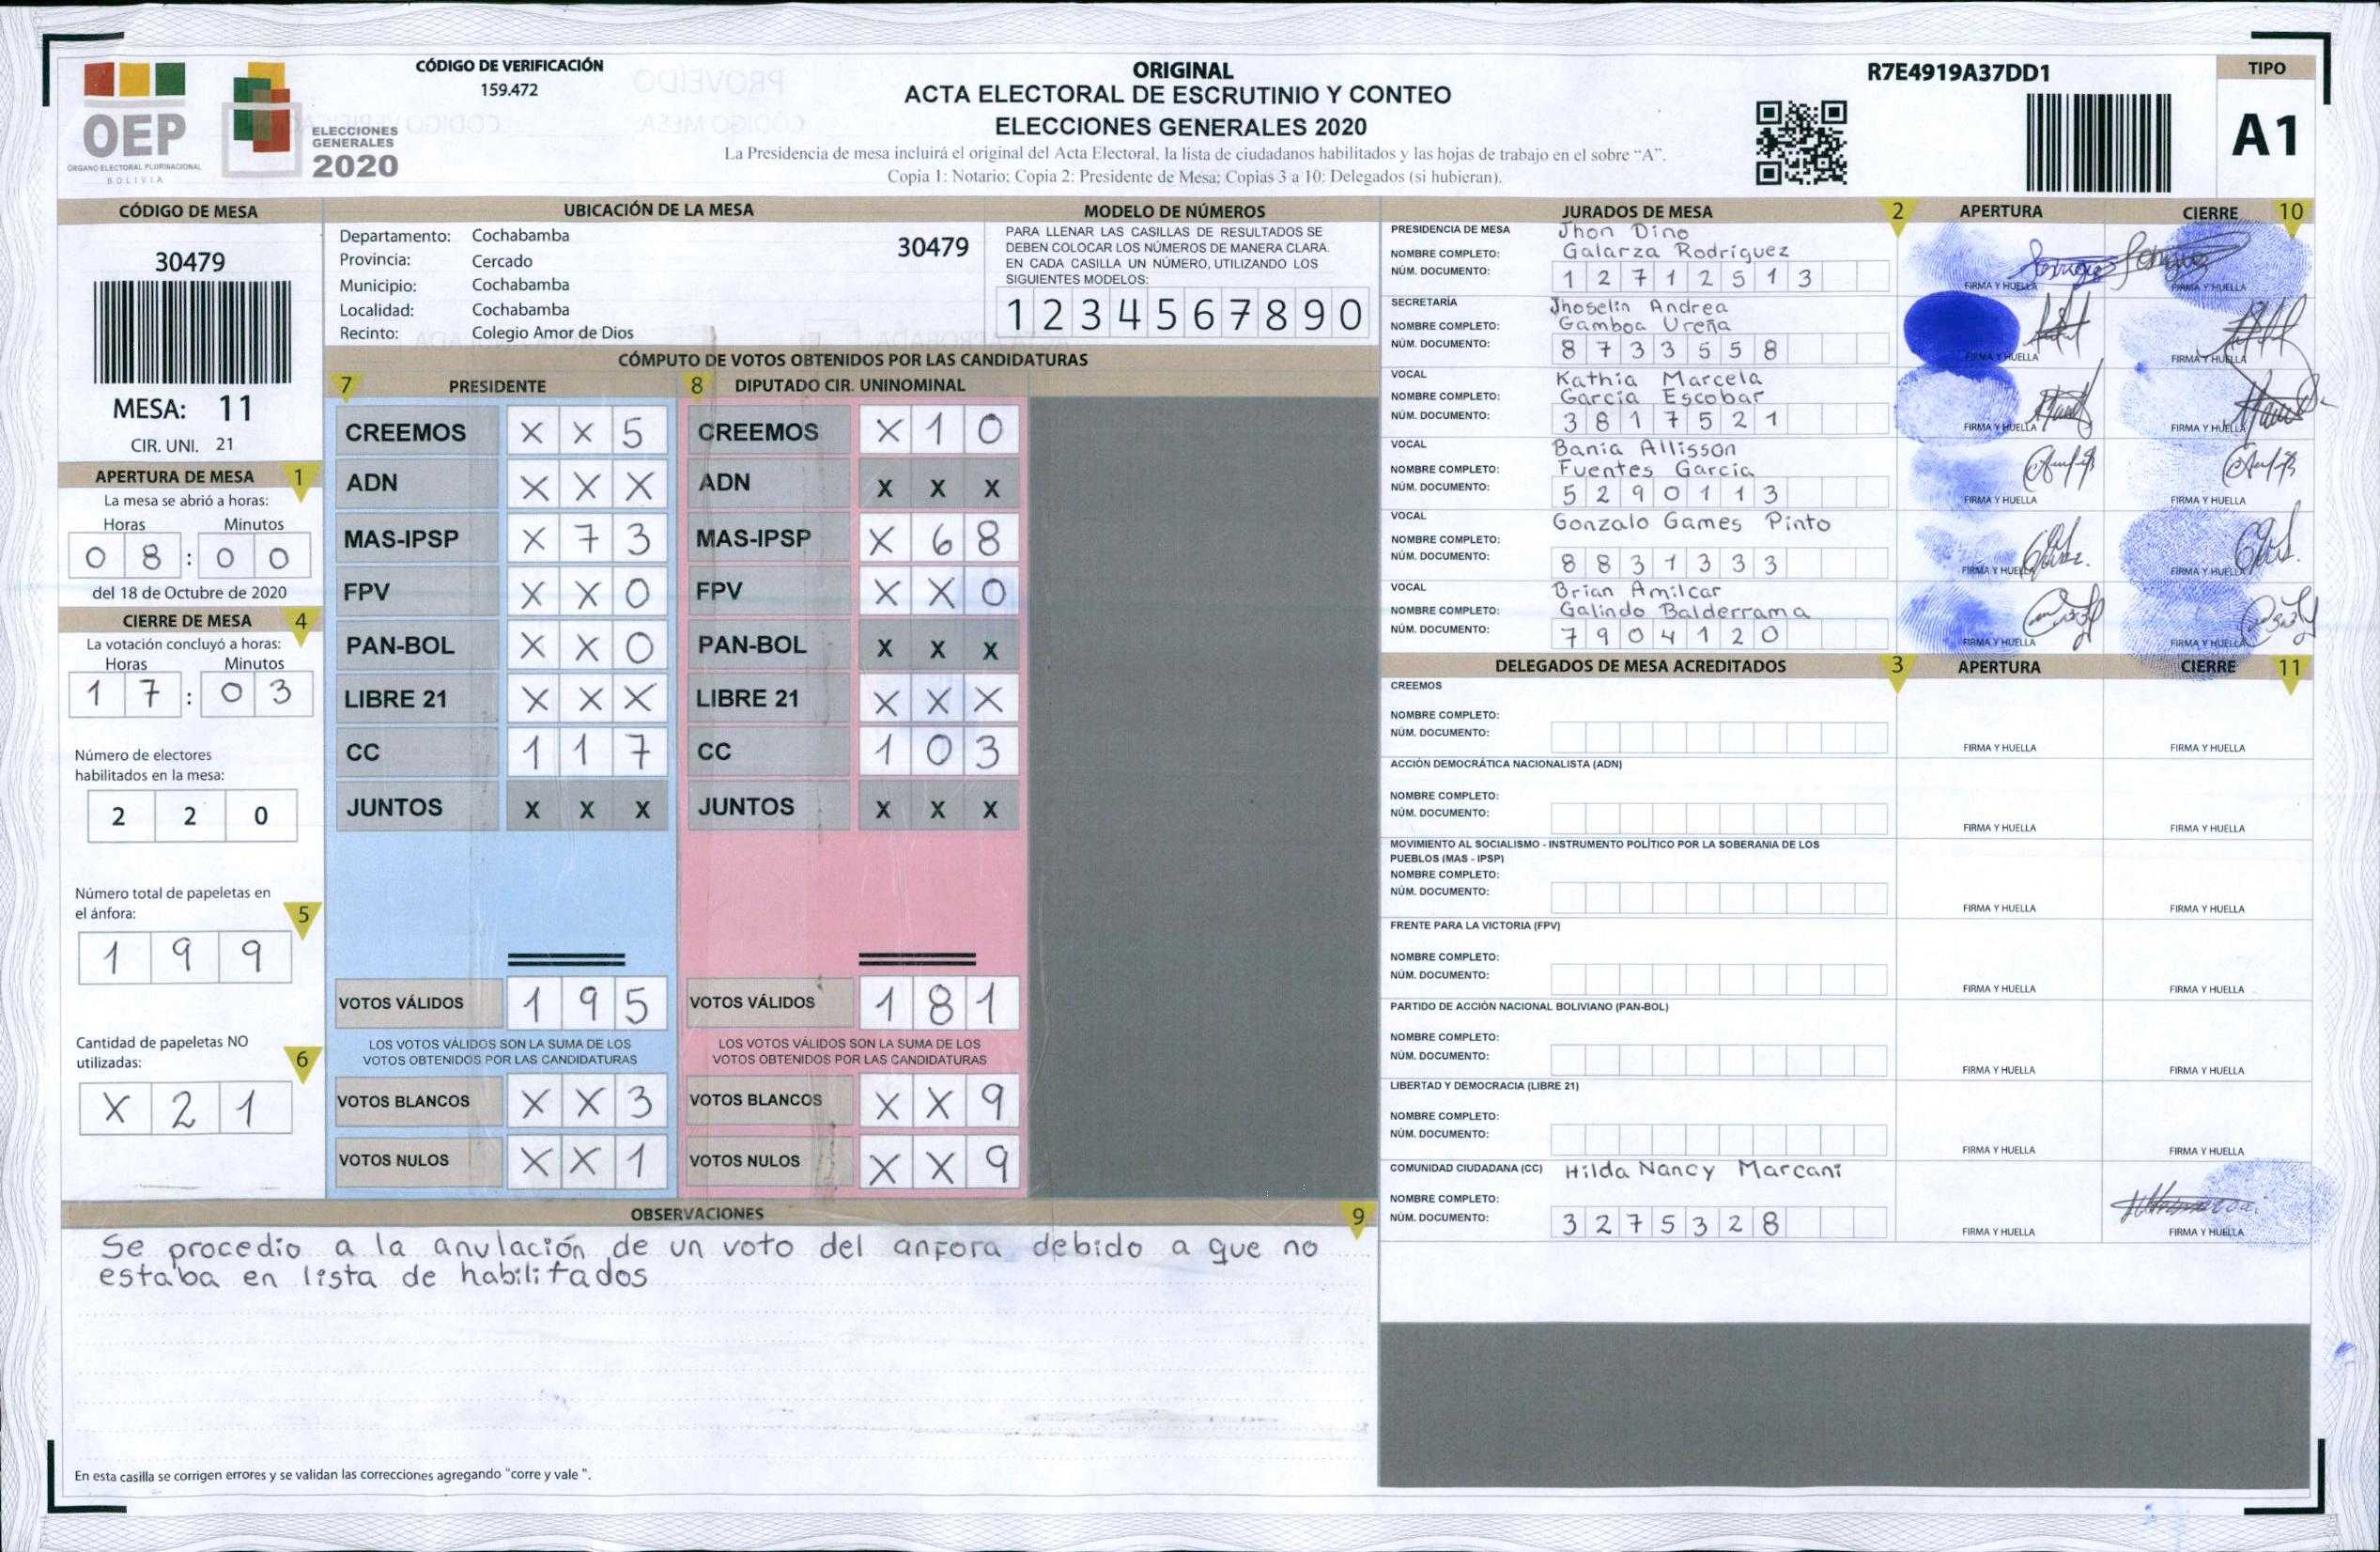 OEP
ÓRGANO ELECTORAL PLURINACIONAL
BOLIVIA
ELECCIONES
GENERALES
2020
CÓDIGO DE VERIFICACIÓN
159.472
ORIGINAL
ACTA ELECTORAL DE ESCRUTINIO Y CONTEO
ELECCIONES GENERALES 2020
La Presidencia de mesa incluirá el original del Acta Electoral, la lista de ciudadanos habilitados y las hojas de trabajo en el sobre "A".
Copia 1: Notario; Copia 2: Presidente de Mesa; Copias 3 a 10: Delegados (si hubieran).
R7E4919A37DD1
TIPO
A1
CÓDIGO DE MESA
30479
MESA: 11
CIR. UNI. 21
APERTURA DE MESA 1
La mesa se abrió a horas:
Horas Minutos
0 8 : 0 0
del 18 de Octubre de 2020
CIERRE DE MESA 4
La votación concluyó a horas:
Horas Minutos
1 7 : 0 3
Número de electores
habilitados en la mesa:
2 2 0
Número total de papeletas en
el ánfora: 5
1 9 9
Cantidad de papeletas NO
utilizadas: 6
X 2 1
UBICACIÓN DE LA MESA
Departamento: Cochabamba
Provincia: Cercado
Municipio: Cochabamba
Localidad: Cochabamba
Recinto: Colegio Amor de Dios
30479
MODELO DE NÚMEROS
PARA LLENAR LAS CASILLAS DE RESULTADOS SE
DEBEN COLOCAR LOS NÚMEROS DE MANERA CLARA.
EN CADA CASILLA UN NÚMERO, UTILIZANDO LOS
SIGUIENTES MODELOS:
1 2 3 4 5 6 7 8 9 0
CÓMPUTO DE VOTOS OBTENIDOS POR LAS CANDIDATURAS
7 PRESIDENTE
CREEMOS X X 5
ADN X X X
MAS-IPSP X 7 3
FPV X X 0
PAN-BOL X X 0
LIBRE 21 X X X
CC 1 1 7
JUNTOS X X X
VOTOS VÁLIDOS 1 9 5
LOS VOTOS VÁLIDOS SON LA SUMA DE LOS
VOTOS OBTENIDOS POR LAS CANDIDATURAS
VOTOS BLANCOS X X 3
VOTOS NULOS X X 1
8 DIPUTADO CIR. UNINOMINAL
CREEMOS X 1 0
ADN X X X
MAS-IPSP X 6 8
FPV X X 0
PAN-BOL X X X
LIBRE 21 X X X
CC 1 0 3
JUNTOS X X X
VOTOS VÁLIDOS 1 8 1
LOS VOTOS VÁLIDOS SON LA SUMA DE LOS
VOTOS OBTENIDOS POR LAS CANDIDATURAS
VOTOS BLANCOS X X 9
VOTOS NULOS X X 9
OBSERVACIONES 9
Se procedio a la anulación de un voto del anfora debido a que no
estaba en lista de habilitados
En esta casilla se corrigen errores y se validan las correcciones agregando "corre y vale".
JURADOS DE MESA 2 APERTURA CIERRE 10
PRESIDENCIA DE MESA Jhon Dino
NOMBRE COMPLETO: Galarza Rodríguez
NÚM. DOCUMENTO: 1 2 7 1 2 5 1 3
FIRMA Y HUELLA FIRMA Y HUELLA
SECRETARÍA Jhoselin Andrea
NOMBRE COMPLETO: Gamboa Ureña
NÚM. DOCUMENTO: 8 7 3 3 5 5 8
FIRMA Y HUELLA FIRMA Y HUELLA
VOCAL Kathia Marcela
NOMBRE COMPLETO: García Escobar
NÚM. DOCUMENTO: 3 8 1 7 5 2 1
FIRMA Y HUELLA FIRMA Y HUELLA
VOCAL Bania Allisson
NOMBRE COMPLETO: Fuentes García
NÚM. DOCUMENTO: 5 2 9 0 1 1 3
FIRMA Y HUELLA FIRMA Y HUELLA
VOCAL Gonzalo Games Pinto
NOMBRE COMPLETO:
NÚM. DOCUMENTO: 8 8 3 1 3 3 3
FIRMA Y HUELLA FIRMA Y HUELLA
VOCAL Brian Amilcar
NOMBRE COMPLETO: Galindo Balderrama
NÚM. DOCUMENTO: 7 9 0 4 1 2 0
FIRMA Y HUELLA FIRMA Y HUELLA
DELEGADOS DE MESA ACREDITADOS 3 APERTURA CIERRE 11
CREEMOS
NOMBRE COMPLETO:
NÚM. DOCUMENTO:
FIRMA Y HUELLA FIRMA Y HUELLA
ACCIÓN DEMOCRÁTICA NACIONALISTA (ADN)
NOMBRE COMPLETO:
NÚM. DOCUMENTO:
FIRMA Y HUELLA FIRMA Y HUELLA
MOVIMIENTO AL SOCIALISMO - INSTRUMENTO POLÍTICO POR LA SOBERANIA DE LOS
PUEBLOS (MAS - IPSP)
NOMBRE COMPLETO:
NÚM. DOCUMENTO:
FIRMA Y HUELLA FIRMA Y HUELLA
FRENTE PARA LA VICTORIA (FPV)
NOMBRE COMPLETO:
NÚM. DOCUMENTO:
FIRMA Y HUELLA FIRMA Y HUELLA
PARTIDO DE ACCIÓN NACIONAL BOLIVIANO (PAN-BOL)
NOMBRE COMPLETO:
NÚM. DOCUMENTO:
FIRMA Y HUELLA FIRMA Y HUELLA
LIBERTAD Y DEMOCRACIA (LIBRE 21)
NOMBRE COMPLETO:
NÚM. DOCUMENTO:
FIRMA Y HUELLA FIRMA Y HUELLA
COMUNIDAD CIUDADANA (CC) Hilda Nancy Marcani
NOMBRE COMPLETO:
NÚM. DOCUMENTO: 3 2 7 5 3 2 8
FIRMA Y HUELLA FIRMA Y HUELLA